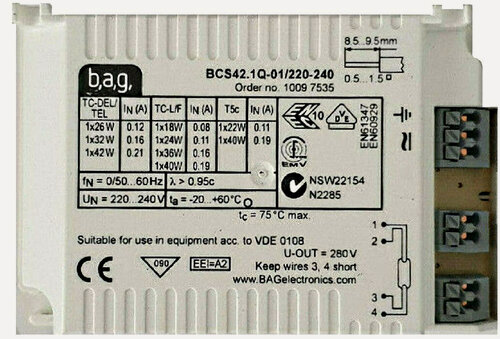 b,a,g,
BCS42.1Q-01/220-240
Order no. 1009 7535
8.5...9.5mm
0.5...1.5
TC-DEL/TEL IN (A) TC-L/F IN (A) T5c IN (A)
1x26W 0.12 1x18W 0.08 1x22W 0.11
1x32W 0.16 1x24W 0.11 1x40W 0.19
1x42W 0.21 1x36W 0.16
1x40W 0.19
10
VDE
EN61347
EN60929
EMV
fN = 0/50...60Hz λ > 0.95c
UN = 220...240V ta = -20...+60°C
tc = 75°C max.
NSW22154
N2285
Suitable for use in equipment acc. to VDE 0108
U-OUT = 280V
Keep wires 3, 4 short
www.BAGelectronics.com
CE
090
EEI=A2
1
2
3
4